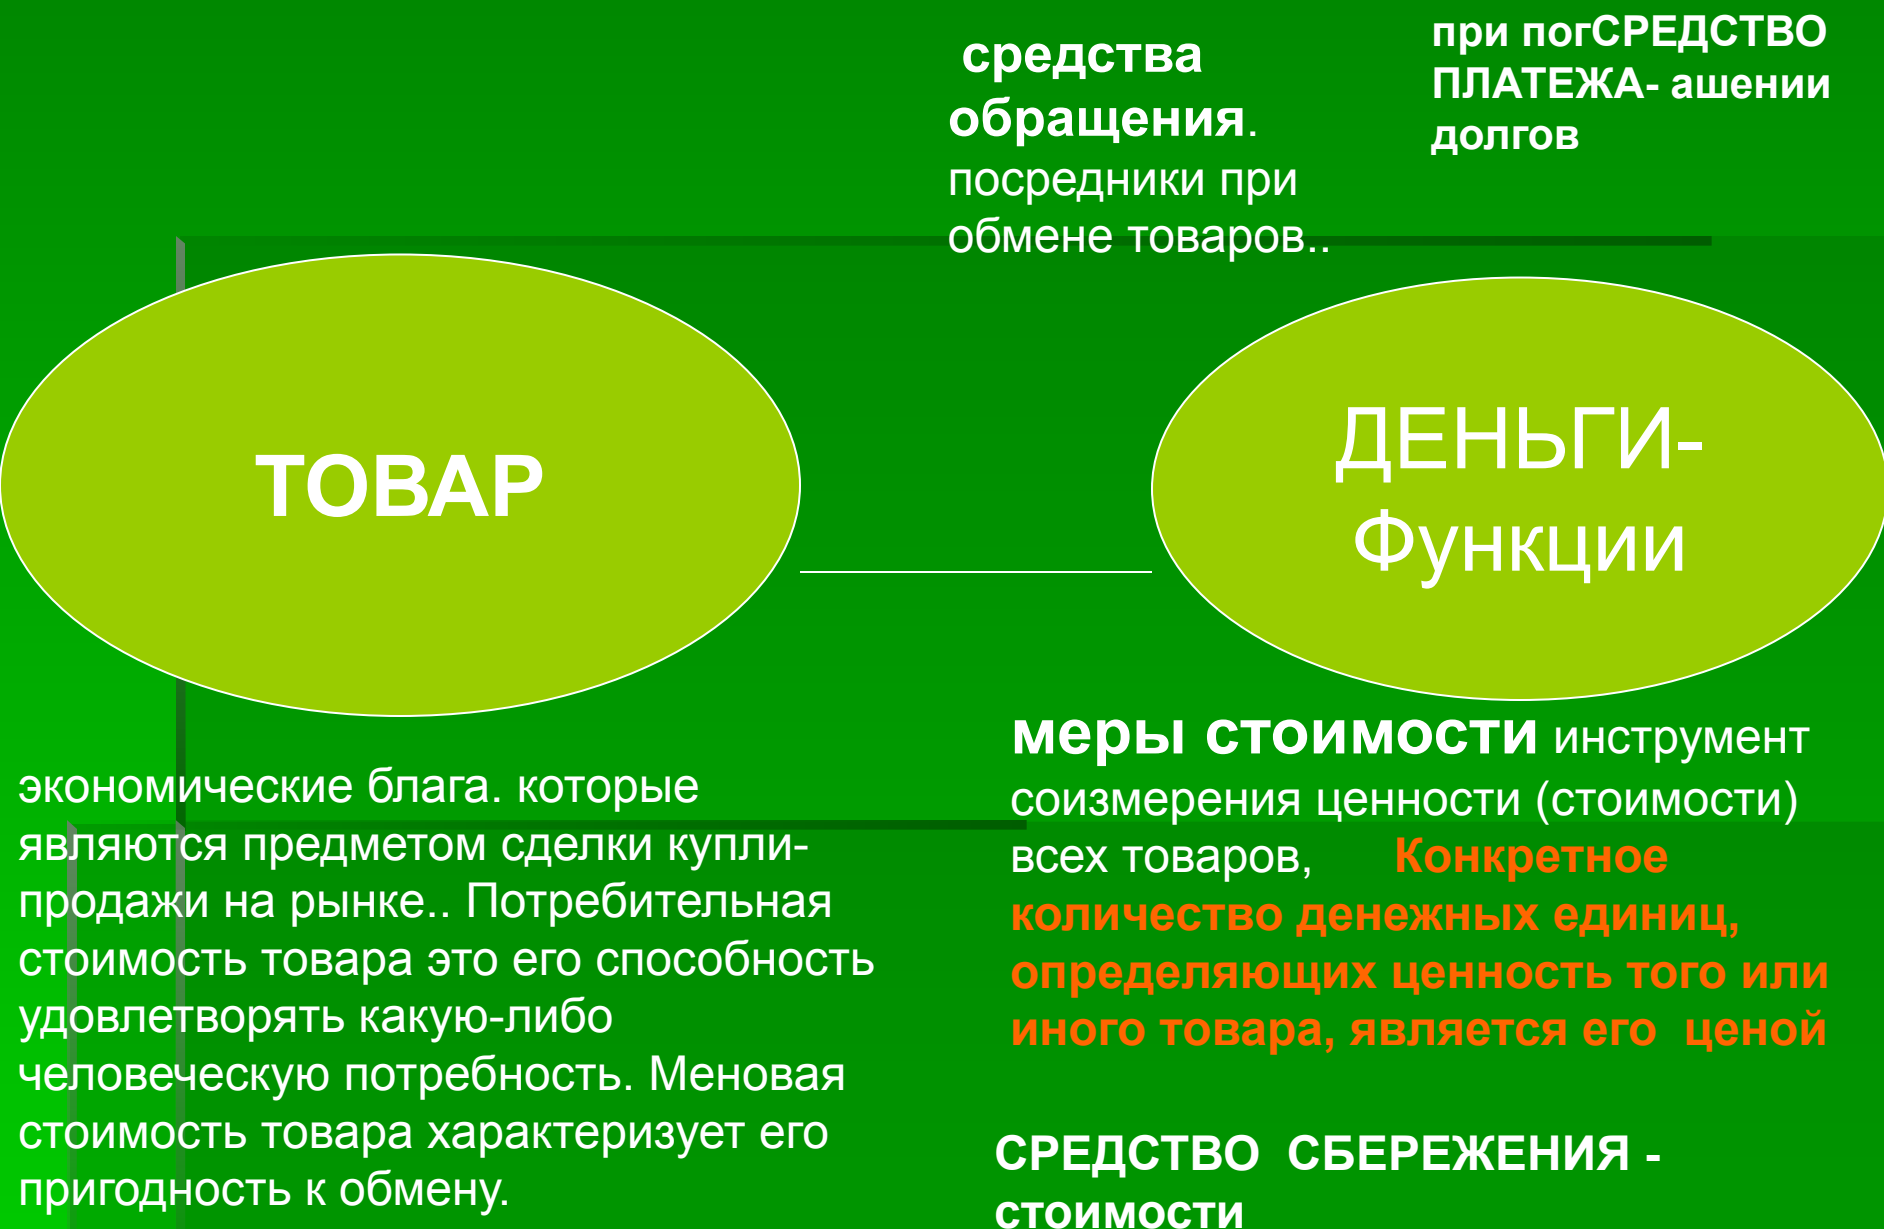 средства
обращения.
посредники при
обмене товаров..
при погСРЕДСТВО
ПЛАТЕЖА- ашении
долгов
ТОВАР
ДЕНЬГИ-
Функции
экономические блага. которые
являются предметом сделки купли-
продажи на рынке.. Потребительная
стоимость товара это его способность
удовлетворять какую-либо
человеческую потребность. Меновая
стоимость товара характеризует его
пригодность к обмену.
меры стоимости инструмент
соизмерения ценности (стоимости)
всех товаров, Конкретное
количество денежных единиц,
определяющих ценность того или
иного товара, является его ценой
СРЕДСТВО СБЕРЕЖЕНИЯ -
стоимости